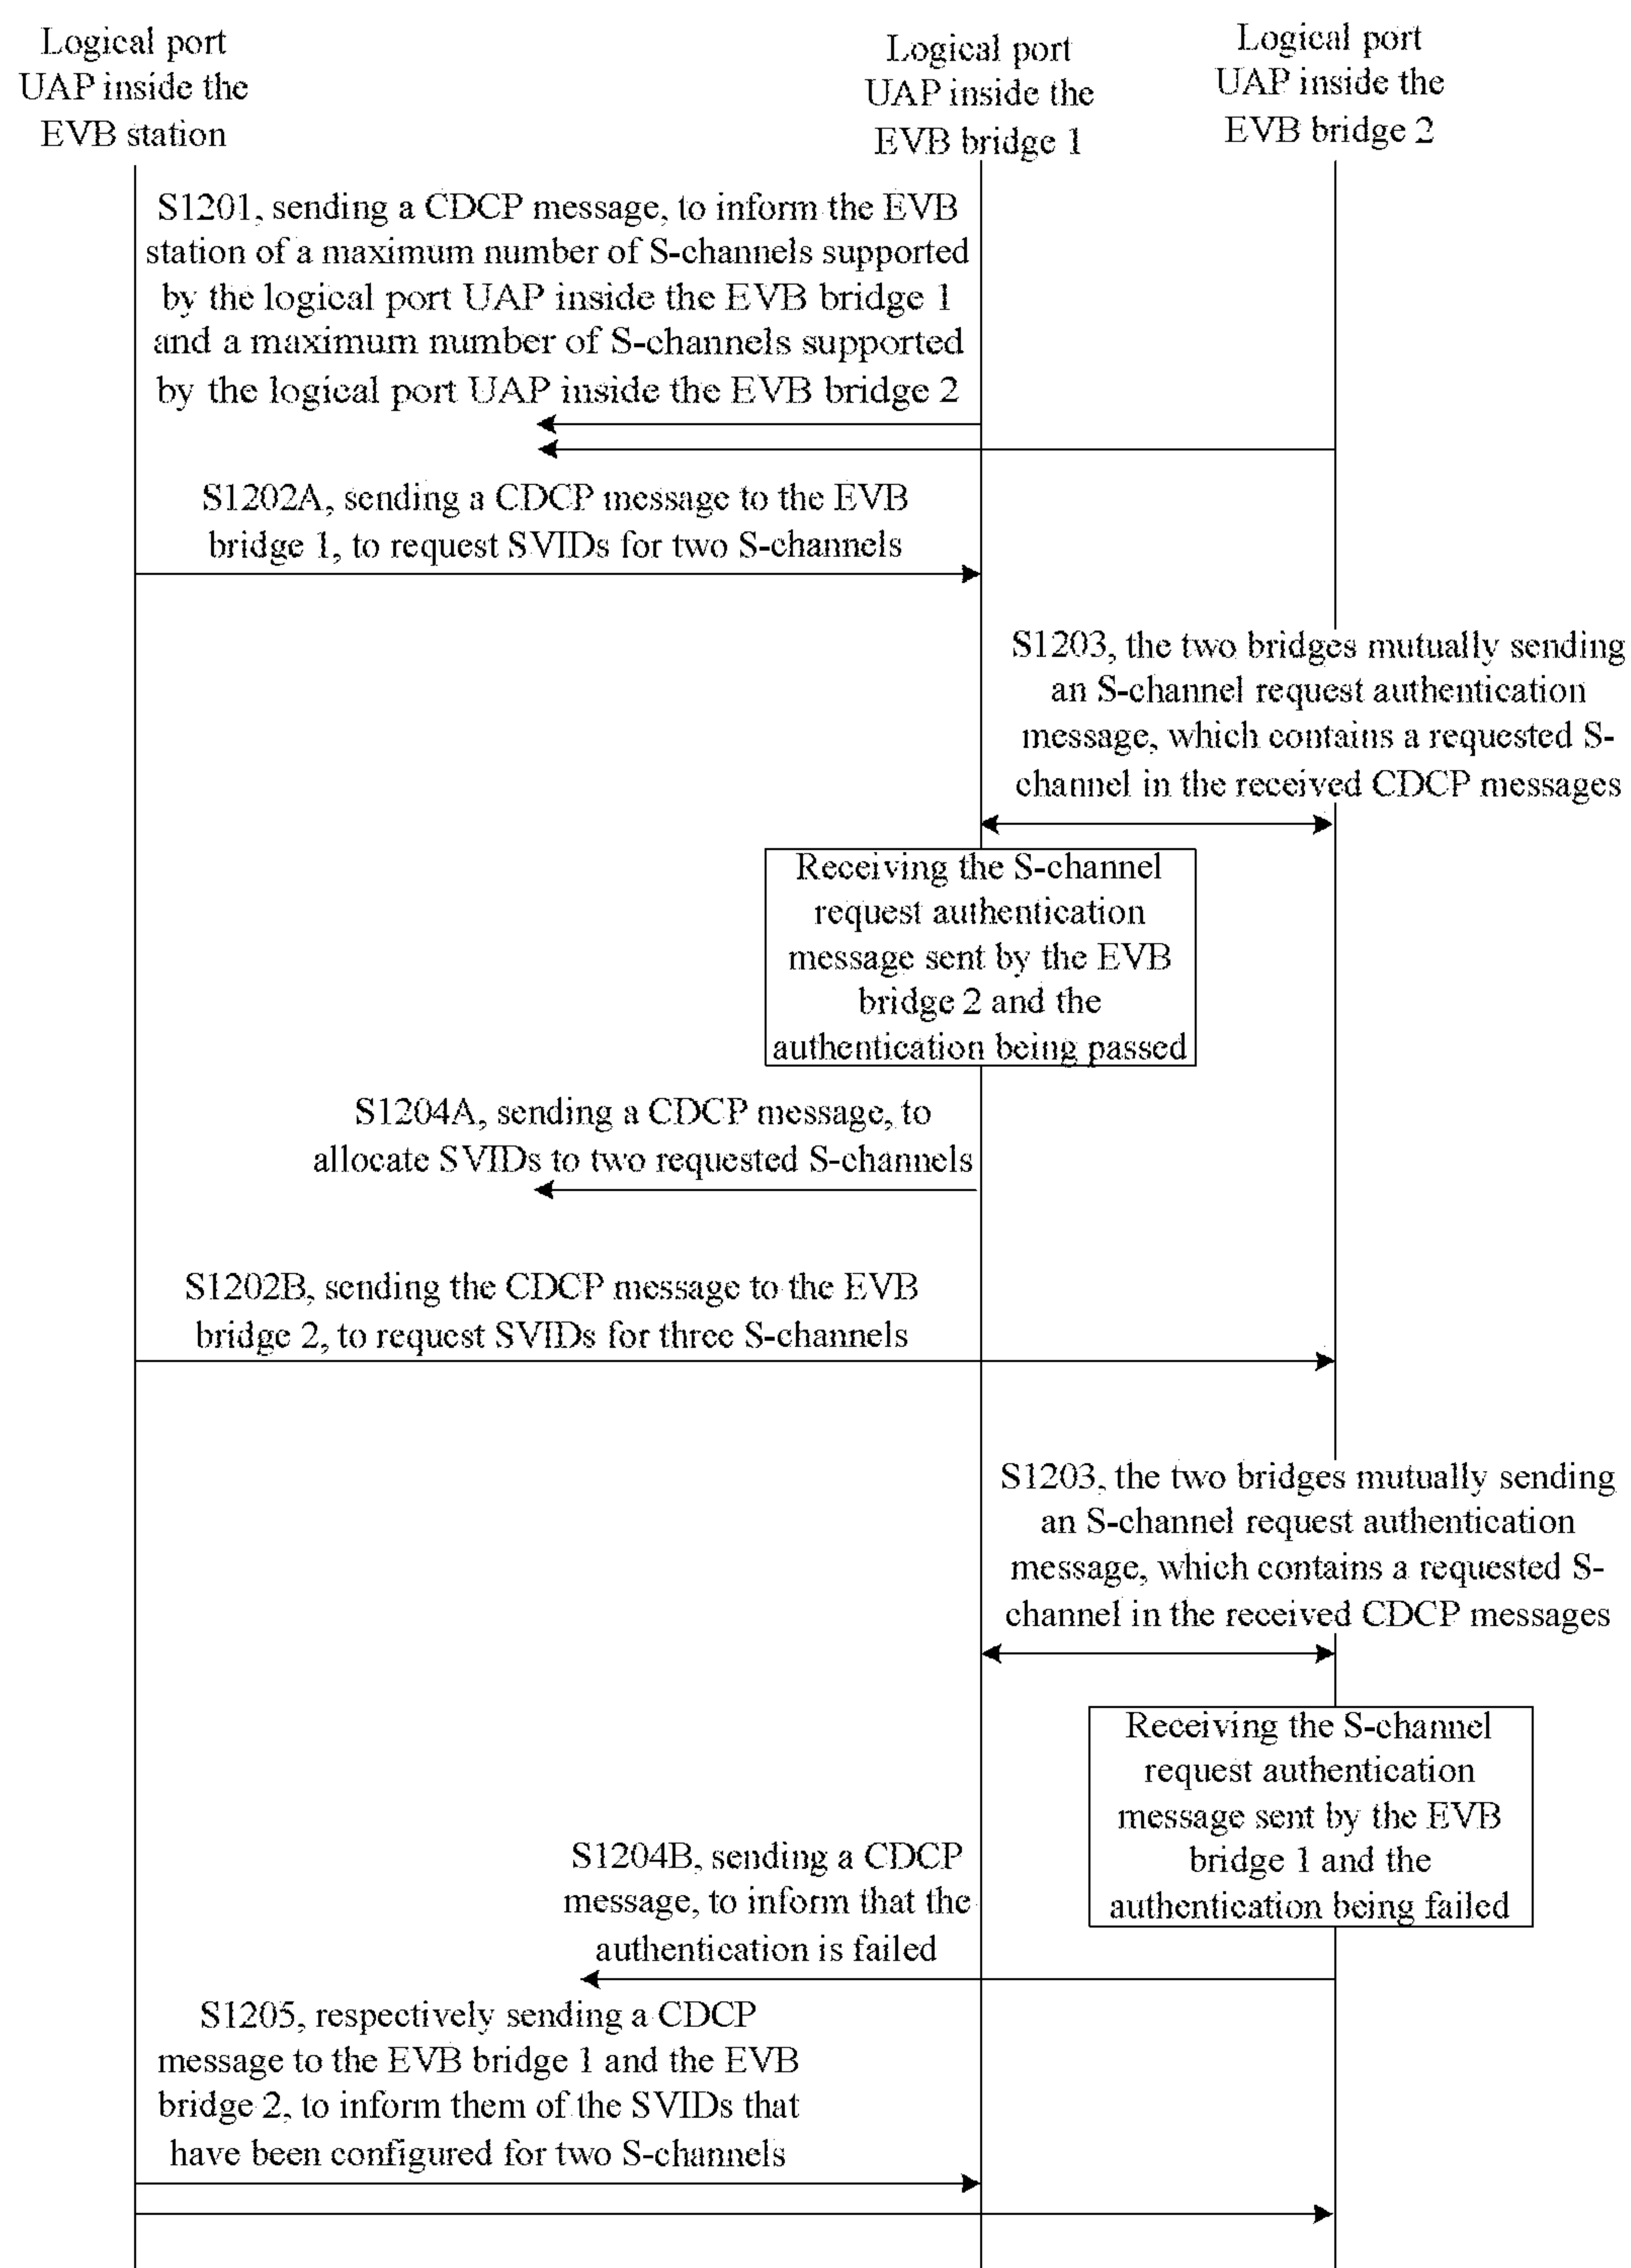 Logical port
UAP inside the
EVB station
Logical port
UAP inside the
EVB bridge 1
Logical port
UAP inside the
EVB bridge 2
S1201, sending a CDCP message, to inform the EVB
station of a maximum number of S-channels supported
by the logical port UAP inside the EVB bridge 1
and a maximum number of S-channels supported
by the logical port UAP inside the EVB bridge 2
S1202A, sending a CDCP message to the EVB
bridge 1, to request SVIDs for two S-channels
S1203, the two bridges mutually sending
an S-channel request authentication
message, which contains a requested S-
channel in the received CDCP messages
Receiving the S-channel
request authentication
message sent by the EVB
bridge 2 and the
authentication being passed
S1204A, sending a CDCP message, to
allocate SVIDs to two requested S-channels
S1202B, sending the CDCP message to the EVB
bridge 2, to request SVIDs for three S-channels
S1203, the two bridges mutually sending
an S-channel request authentication
message, which contains a requested S-
channel in the received CDCP messages
Receiving the S-channel
request authentication
message sent by the EVB
bridge 1 and the
authentication being failed
S1204B, sending a CDCP
message, to inform that the
authentication is failed
S1205, respectively sending a CDCP
message to the EVB bridge 1 and the EVB
bridge 2, to inform them of the SVIDs that
have been configured for two S-channels